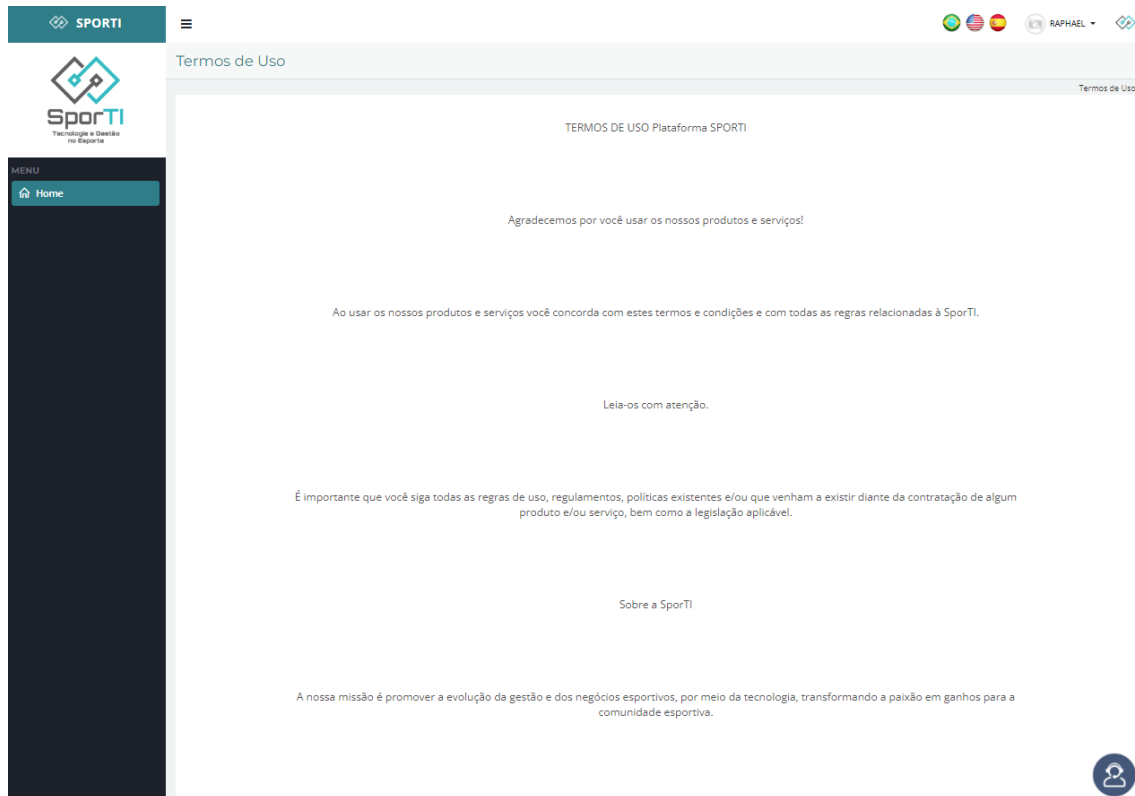 SPORTI
RAPHAEL
SporTI
Tecnologia e Gestão
no Esporte
MENU
Home
Termos de Uso
Termos de Uso
TERMOS DE USO Plataforma SPORTI
Agradecemos por você usar os nossos produtos e serviços!
Ao usar os nossos produtos e serviços você concorda com estes termos e condições e com todas as regras relacionadas à SporTI.
Leia-os com atenção.
É importante que você siga todas as regras de uso, regulamentos, políticas existentes e/ou que venham a existir diante da contratação de algum
produto e/ou serviço, bem como a legislação aplicável.
Sobre a SporTI
A nossa missão é promover a evolução da gestão e dos negócios esportivos, por meio da tecnologia, transformando a paixão em ganhos para a
comunidade esportiva.